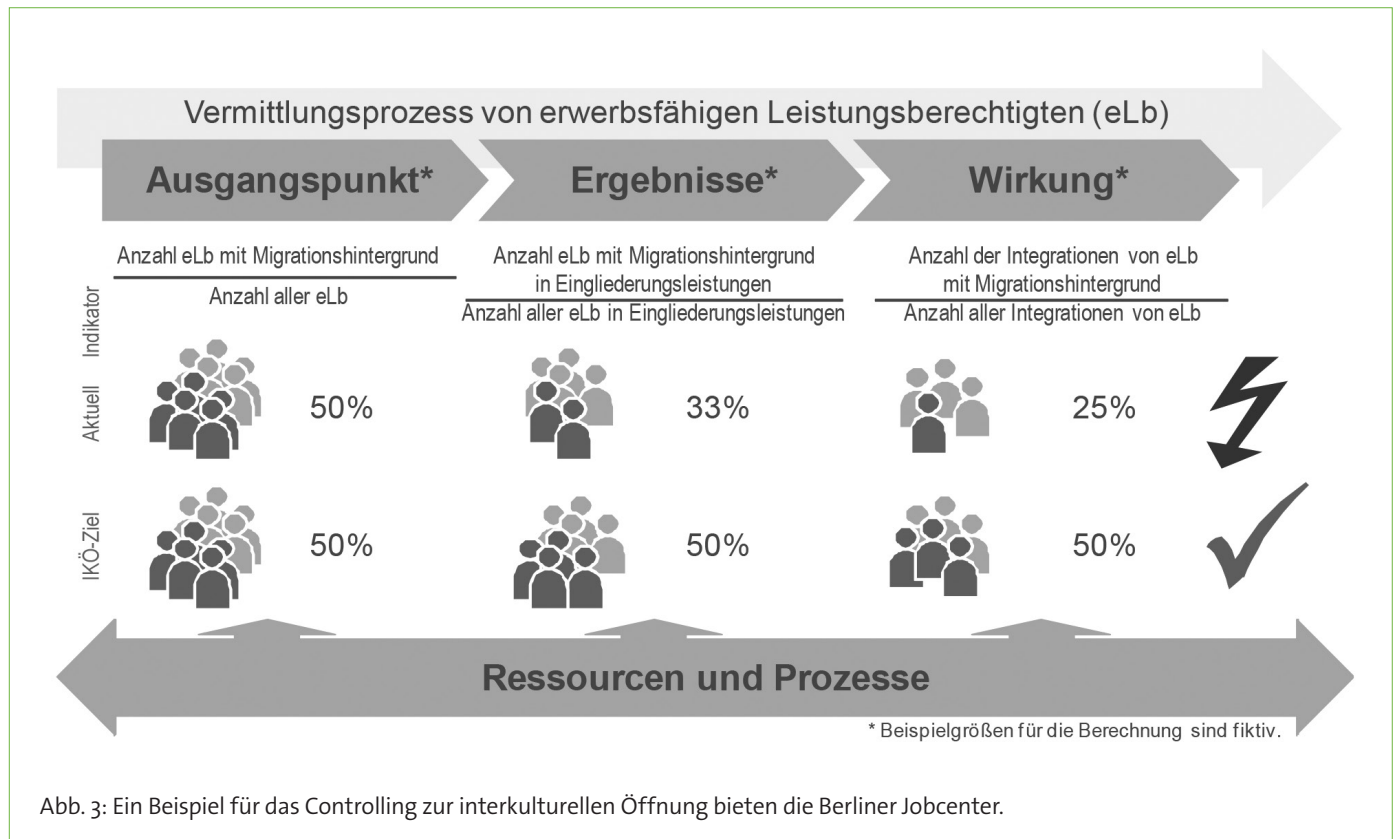 Vermittlungsprozess von erwerbsfähigen Leistungsberechtigten (eLb)
Ausgangspunkt*
Ergebnisse*
Wirkung*
Indikator
Anzahl eLb mit Migrationshintergrund
Anzahl aller eLb
Anzahl eLb mit Migrationshintergrund
in Eingliederungsleistungen
Anzahl aller eLb in Eingliederungsleistungen
Anzahl der Integrationen von eLb
mit Migrationshintergrund
Anzahl aller Integrationen von eLb
Aktuell
50%
33%
25%
IKÖ-Ziel
50%
50%
50%
Ressourcen und Prozesse
* Beispielgrößen für die Berechnung sind fiktiv.
Abb. 3: Ein Beispiel für das Controlling zur interkulturellen Öffnung bieten die Berliner Jobcenter.